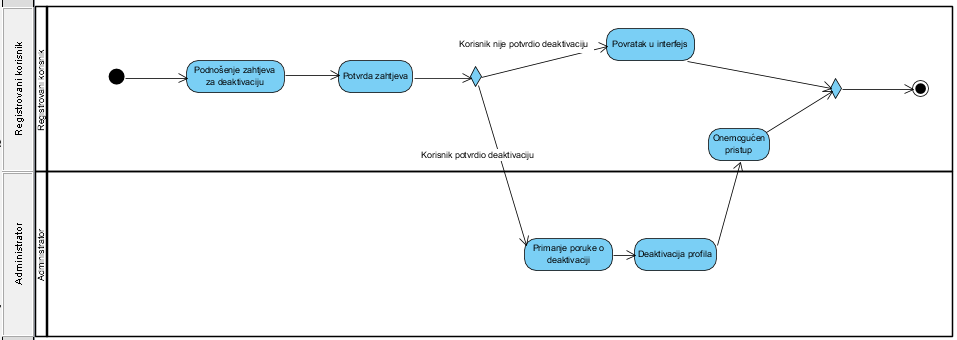 Registrovani korisnik
Registrovani korisnik
Korisnik nije potvrdio deaktivaciju
Povratak u interfejs
Podnošenje zahtjeva
za deaktivaciju
Potvrda zahtjeva
Onemogućen
pristup
Korisnik potvrdio deaktivaciju
Administrator
Administrator
Primanje poruke o
deaktivaciji
Deaktivacija profila